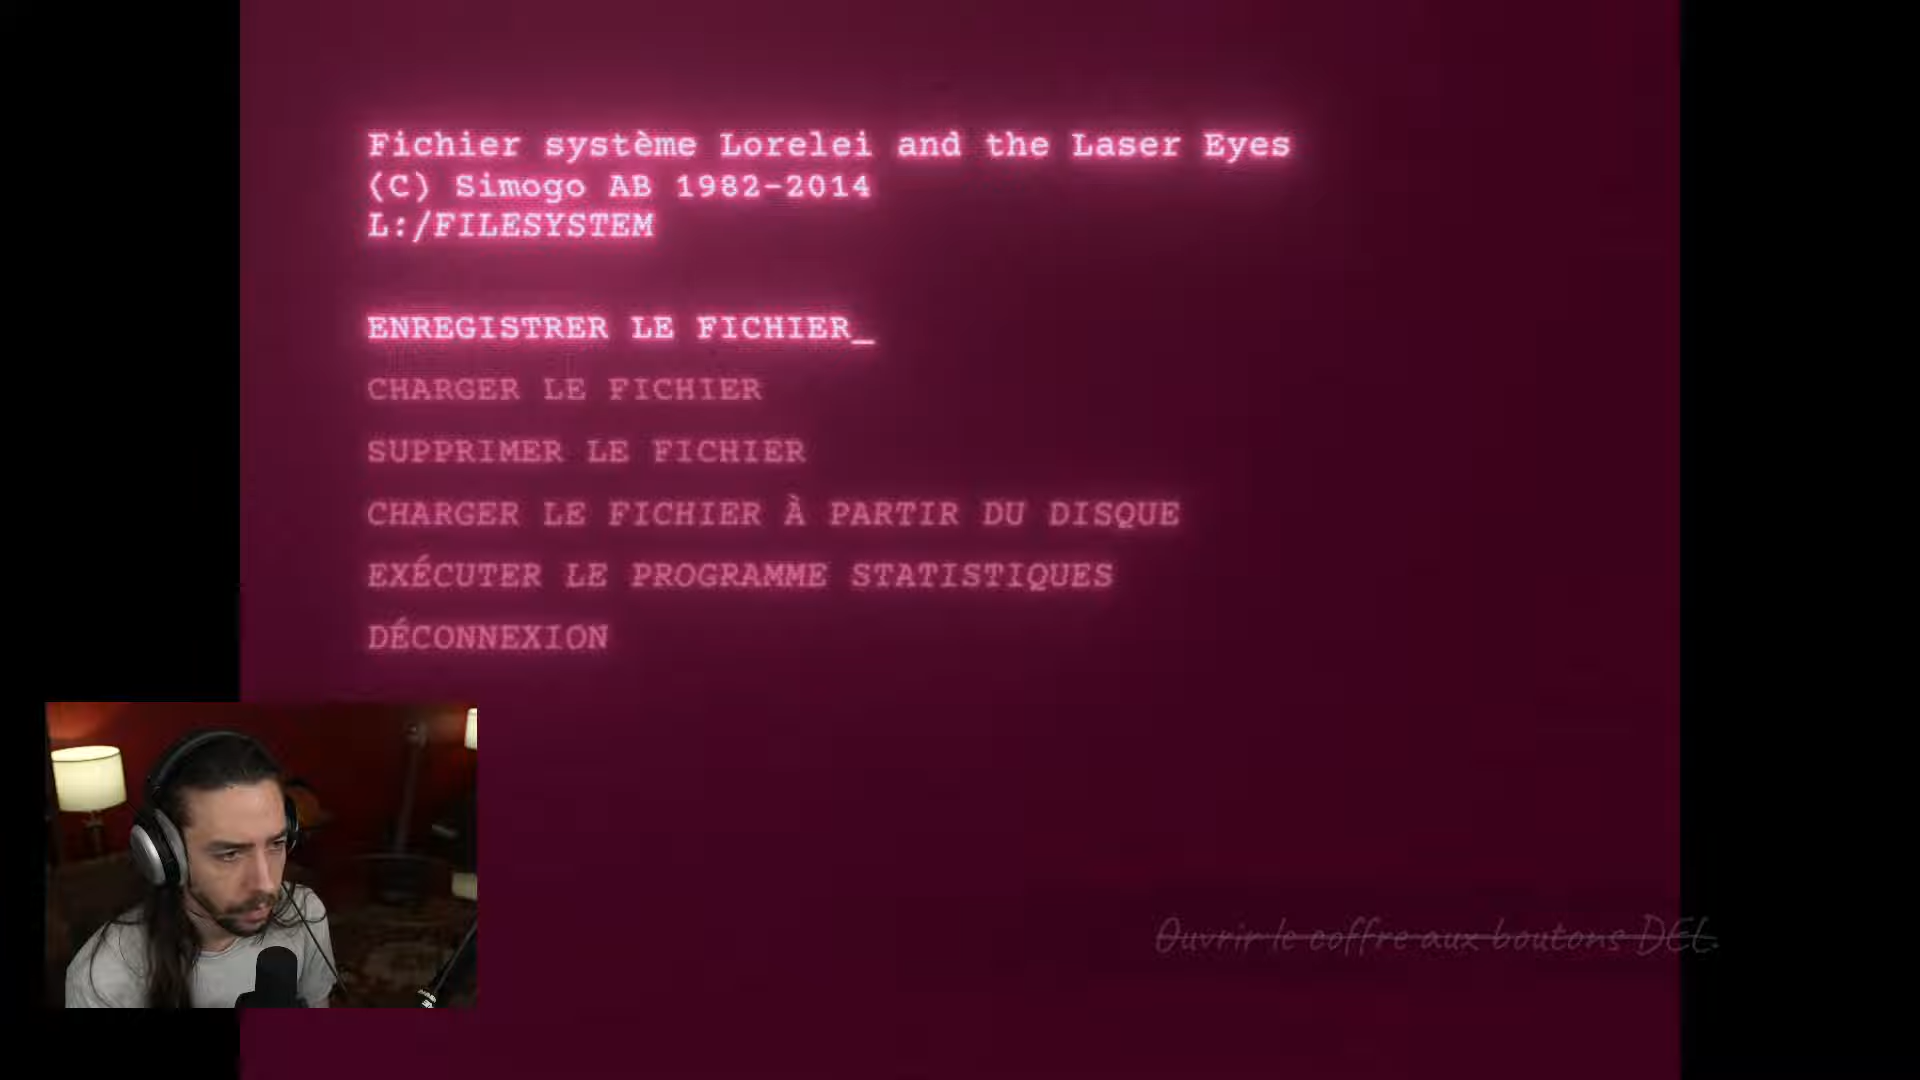 Fichier système Lorelei and the Laser Eyes
(C) Simogo AB 1982-2014
L:/FILESYSTEM
ENREGISTRER LE FICHIER_
CHARGER LE FICHIER
SUPPRIMER LE FICHIER
CHARGER LE FICHIER À PARTIR DU DISQUE
EXÉCUTER LE PROGRAMME STATISTIQUES
DÉCONNEXION
Ouvrir le coffre aux boutons DEL.